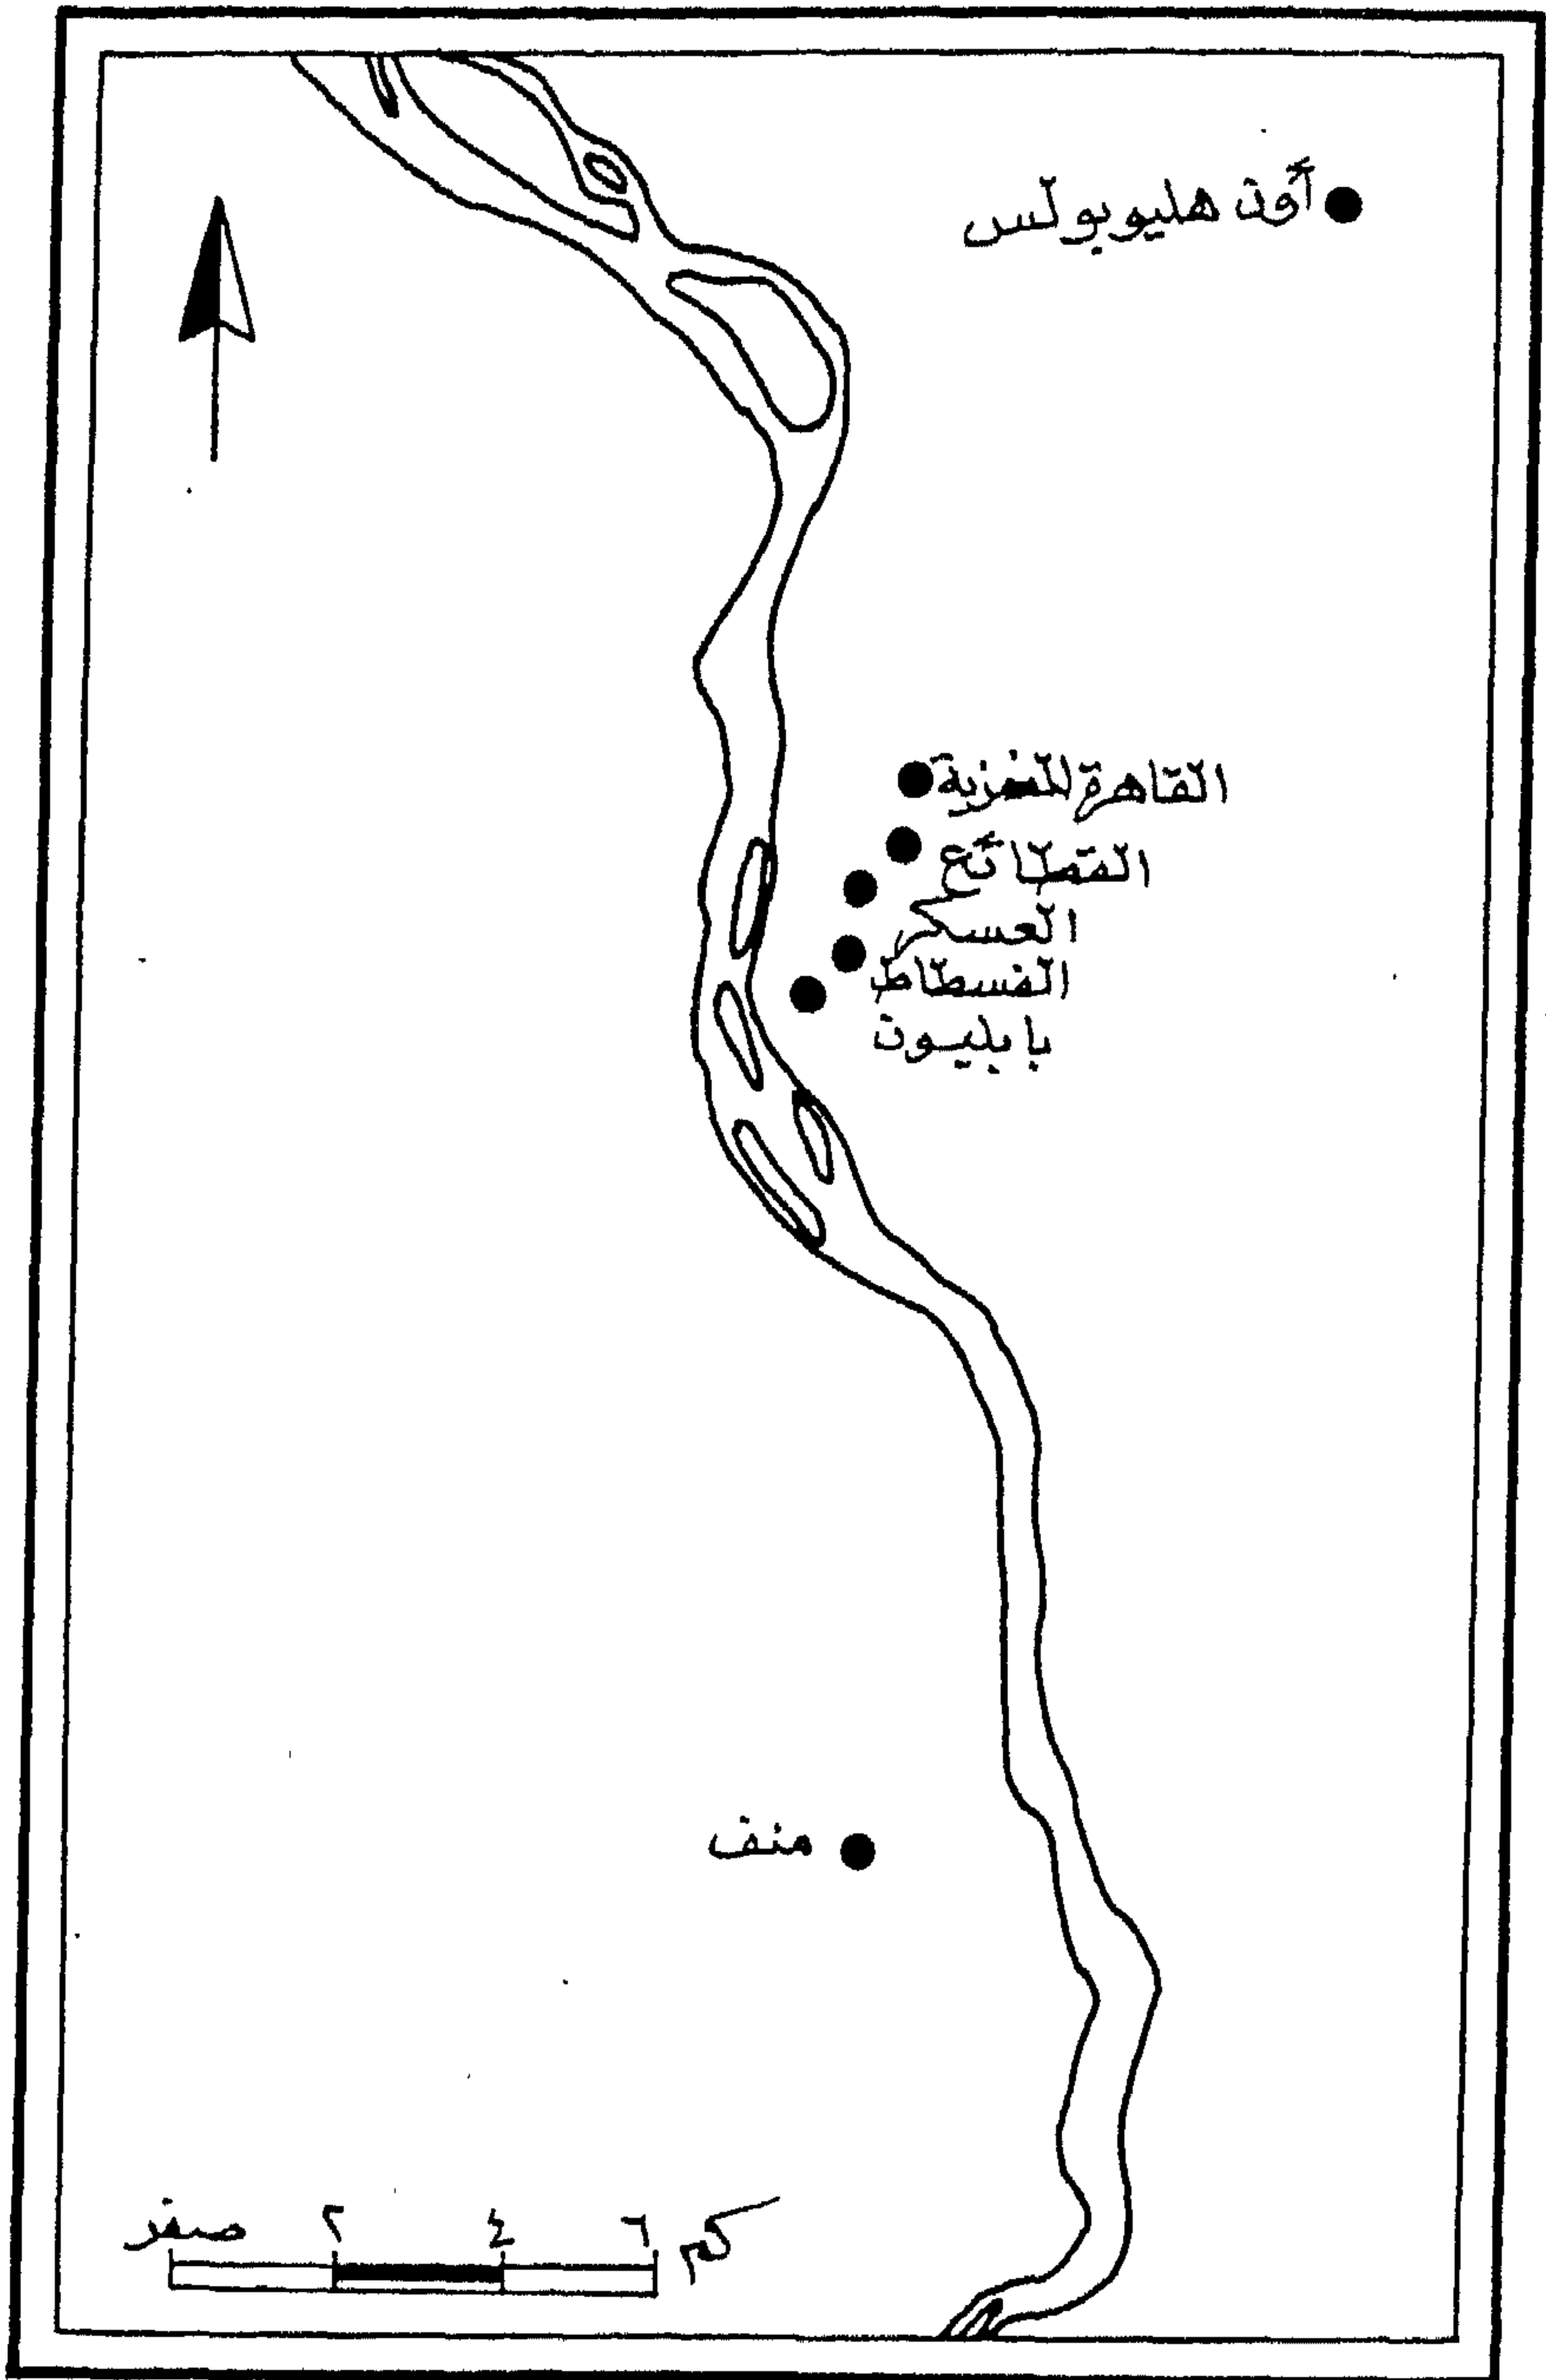 أون هليوبولس
القاهرة المعزية
القطائع
العسكر
الفسطاط
بابليون
منف
صفر ٢ ٤ ٦ كم